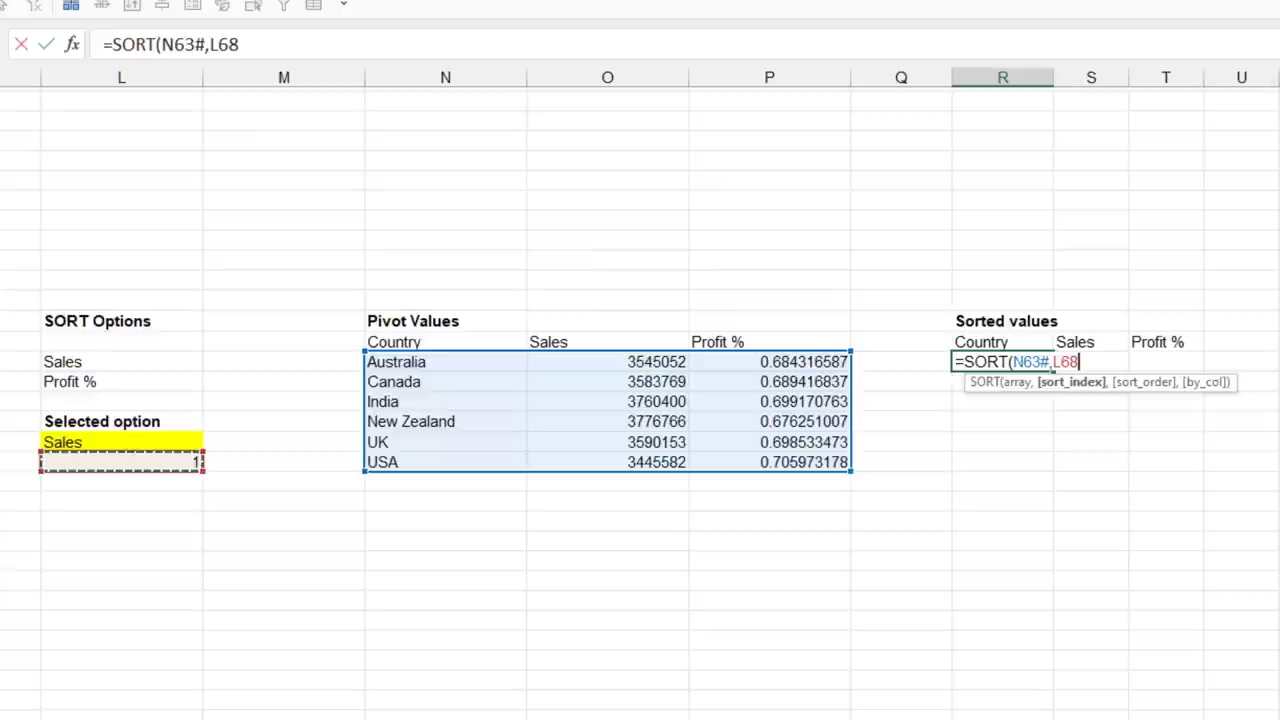 =SORT(N63#,L68
L M N O P Q R S T U
SORT Options Pivot Values Sorted values
Country Sales Profit % Country Sales Profit %
Sales Australia 3545052 0.684316587 =SORT(N63#,L68
Profit % Canada 3583769 0.689416837 SORT(array, [sort_index], [sort_order], [by_col])
India 3760400 0.699170763
Selected option New Zealand 3776766 0.676251007
Sales UK 3590153 0.698533473
1 USA 3445582 0.705973178